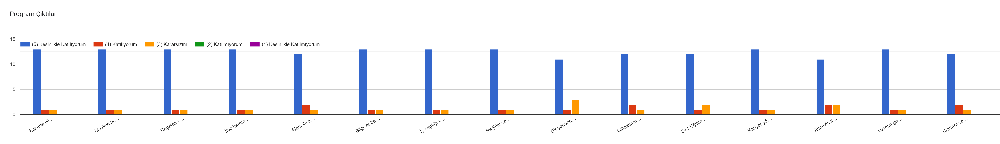 Program Çıktıları
15
(5) Kesinlikle Katılıyorum (4) Katılıyorum (3) Kararsızım (2) Katılmıyorum (1) Kesinlikle Katılmıyorum
10
5
0
Eczane Hi… Mesleki pr… Reçeteli v… İlaç hamm… Alanı ile il… Bilgi ve be… İş sağlığı v… Sağlıklı ve… Bir yabanc… Cihazların… 3+1 Eğitim… Kariyer yö… Alanıyla il… Uzman gö… Kültürel ve…